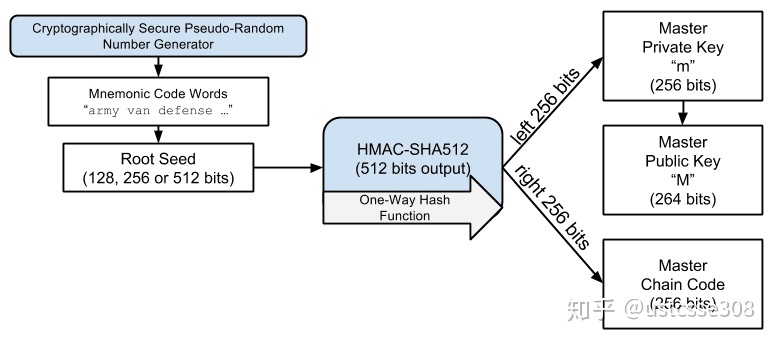 Cryptographically Secure Pseudo-Random
Number Generator
Mnemonic Code Words
“army van defense …”
Root Seed
(128, 256 or 512 bits)
HMAC-SHA512
(512 bits output)
One-Way Hash
Function
left 256 bits
right 256 bits
Master
Private Key
“m”
(256 bits)
Master
Public Key
“M”
(264 bits)
Master
Chain Code
(256 bits)
知乎 @ustcsse308